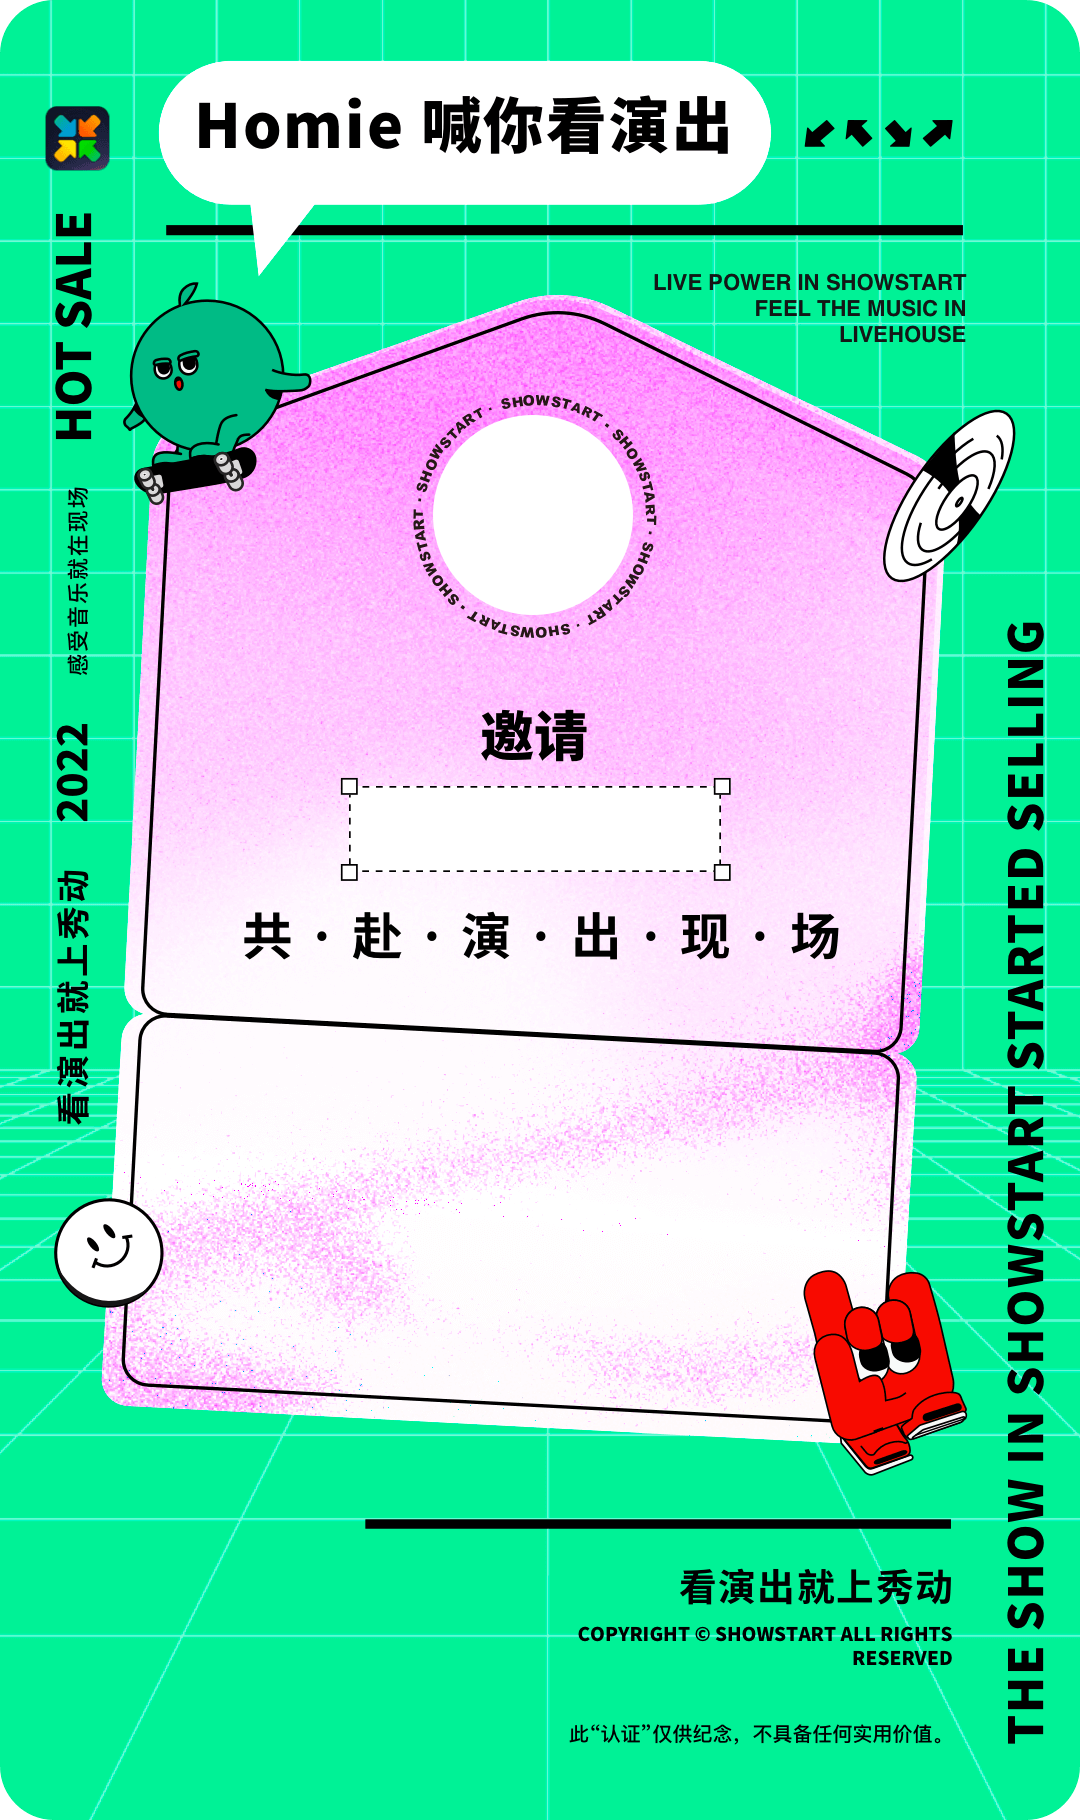 Homie 喊你看演出
HOT SALE
感受音乐就在现场
2022
看演出就上秀动
LIVE POWER IN SHOWSTART
FEEL THE MUSIC IN
LIVEHOUSE
SHOWSTART · SHOWSTART · SHOWSTART · SHOWSTART · SHOWSTART · SHOWSTART ·
邀请
共 · 赴 · 演 · 出 · 现 · 场
THE SHOW IN SHOWSTART STARTED SELLING
看演出就上秀动
COPYRIGHT © SHOWSTART ALL RIGHTS
RESERVED
此“认证”仅供纪念，不具备任何实用价值。